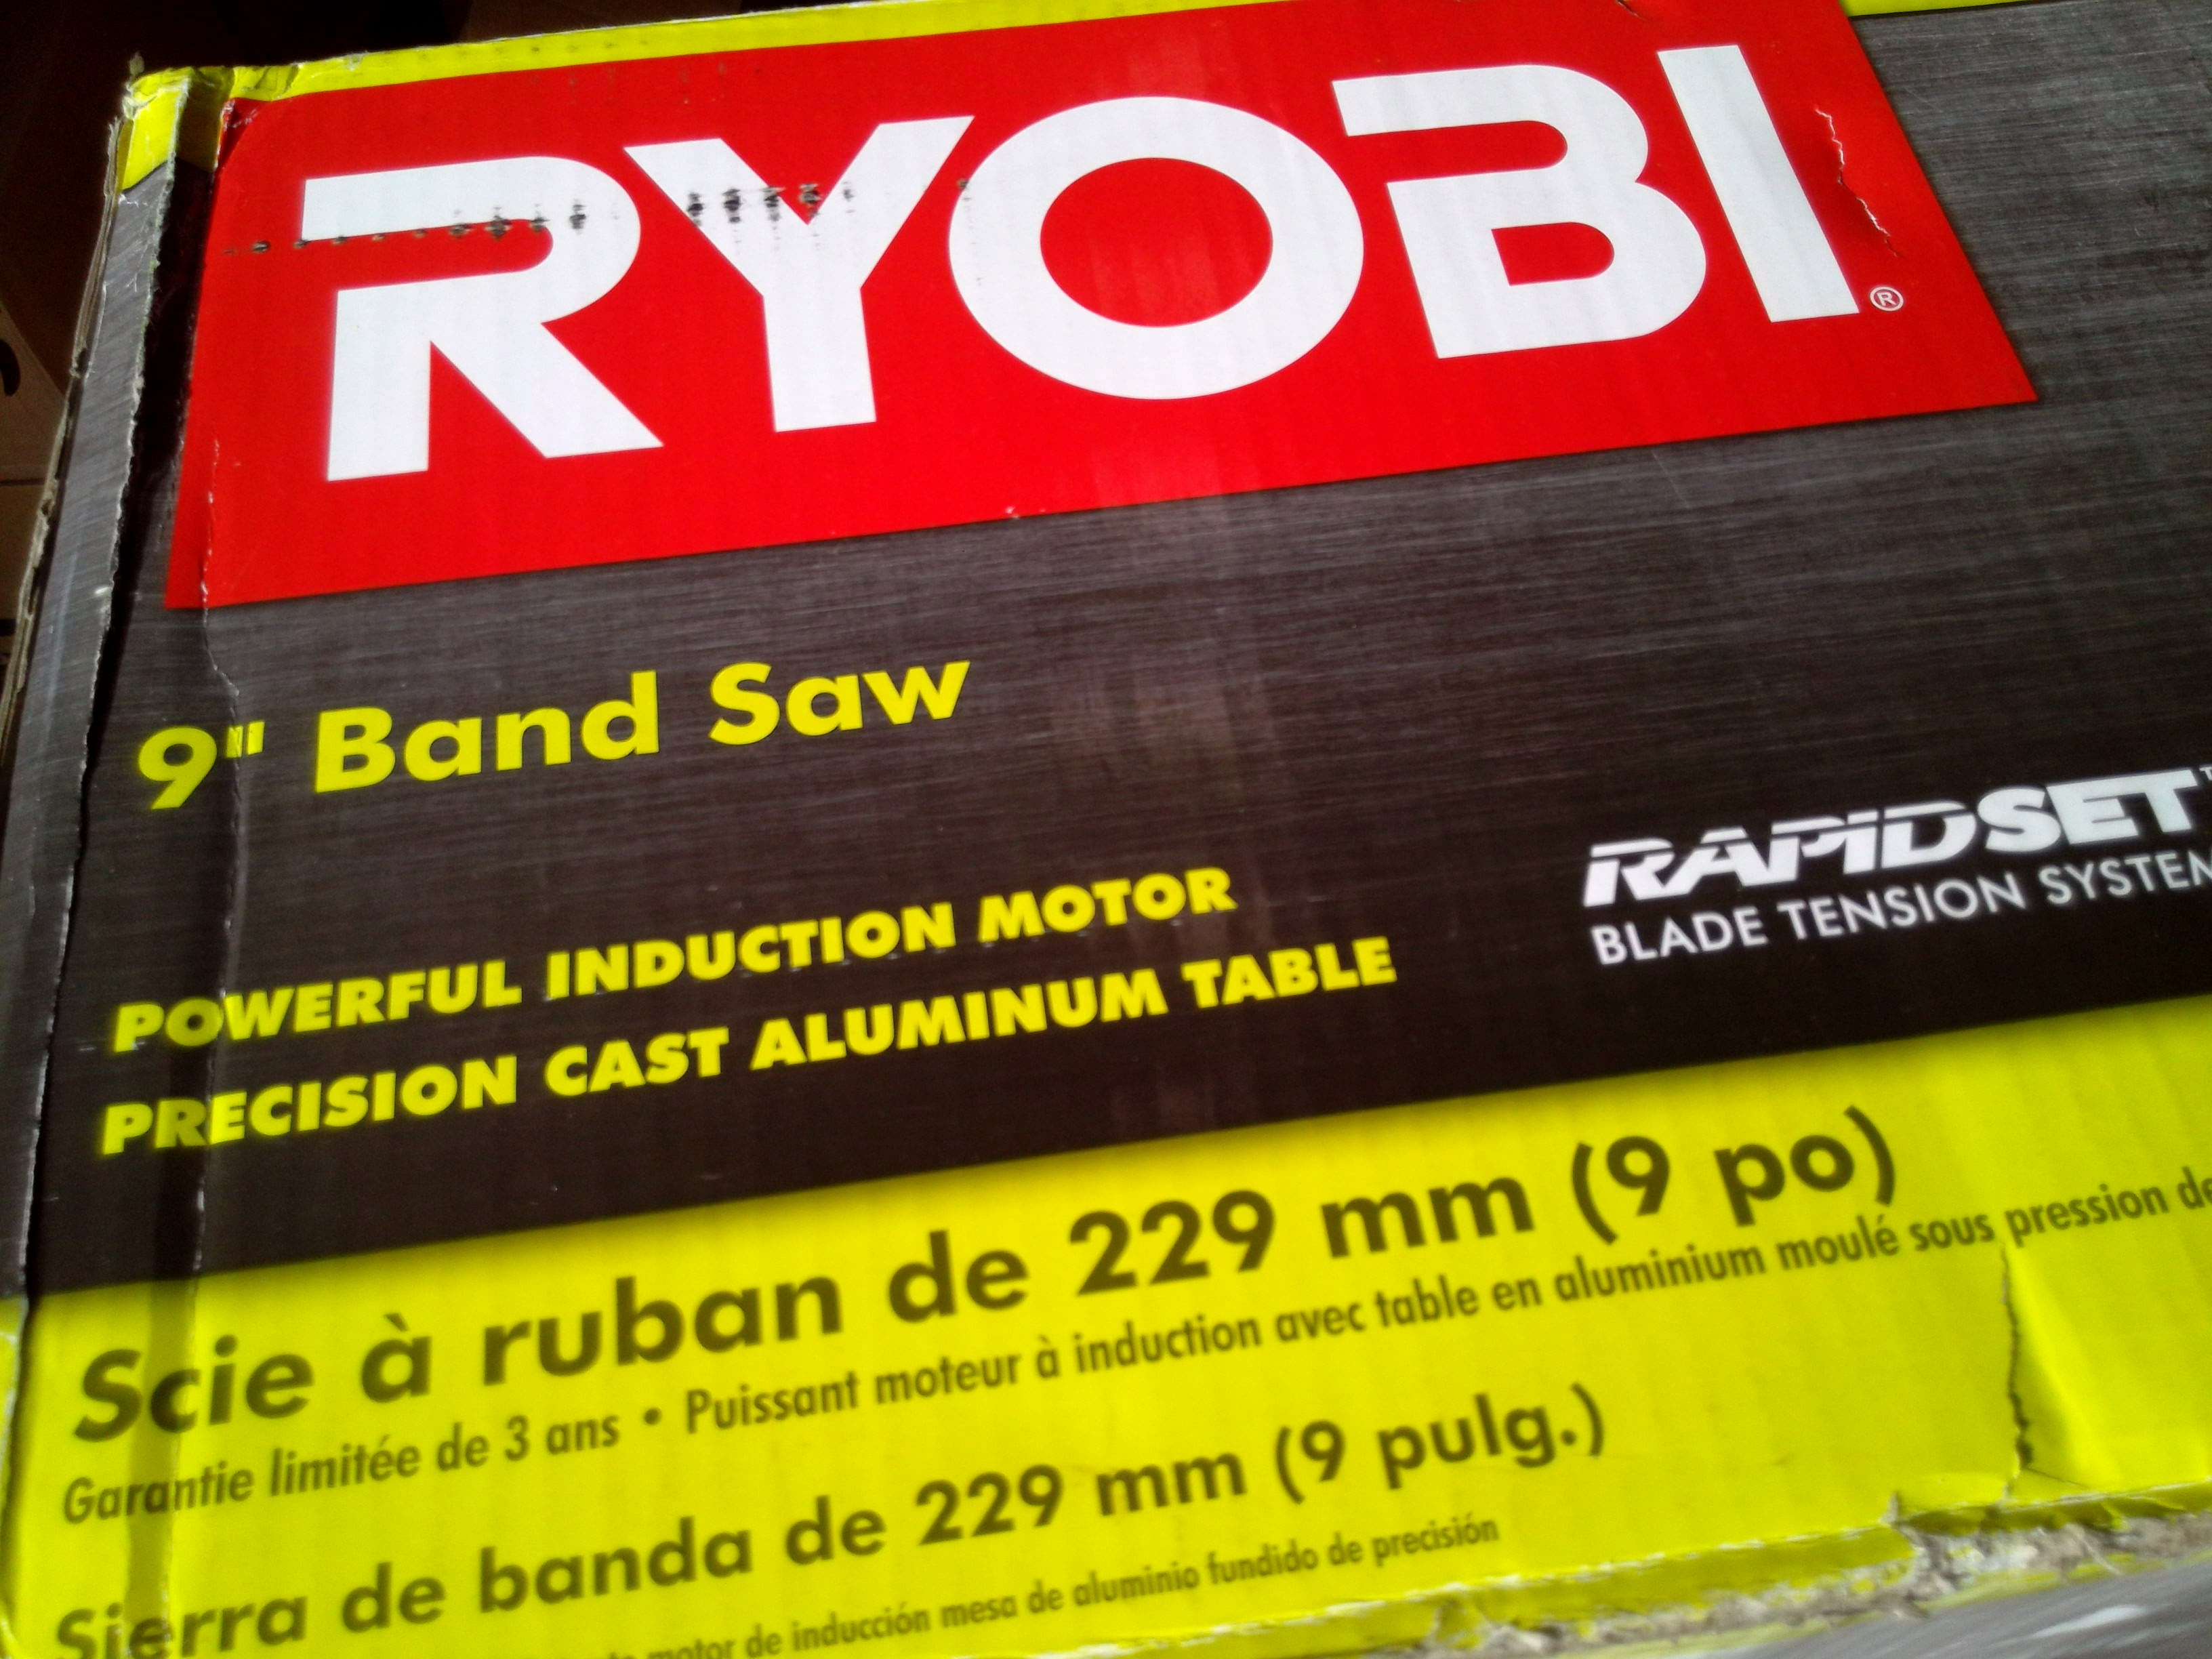 RYOBI®
9" Band Saw
POWERFUL INDUCTION MOTOR
PRECISION CAST ALUMINUM TABLE
RAPIDSET™
BLADE TENSION SYSTEM
Scie à ruban de 229 mm (9 po)
Garantie limitée de 3 ans • Puissant moteur à induction avec table en aluminium moulé sous pression de
Sierra de banda de 229 mm (9 pulg.)
motor de inducción mesa de aluminio fundido de precisión